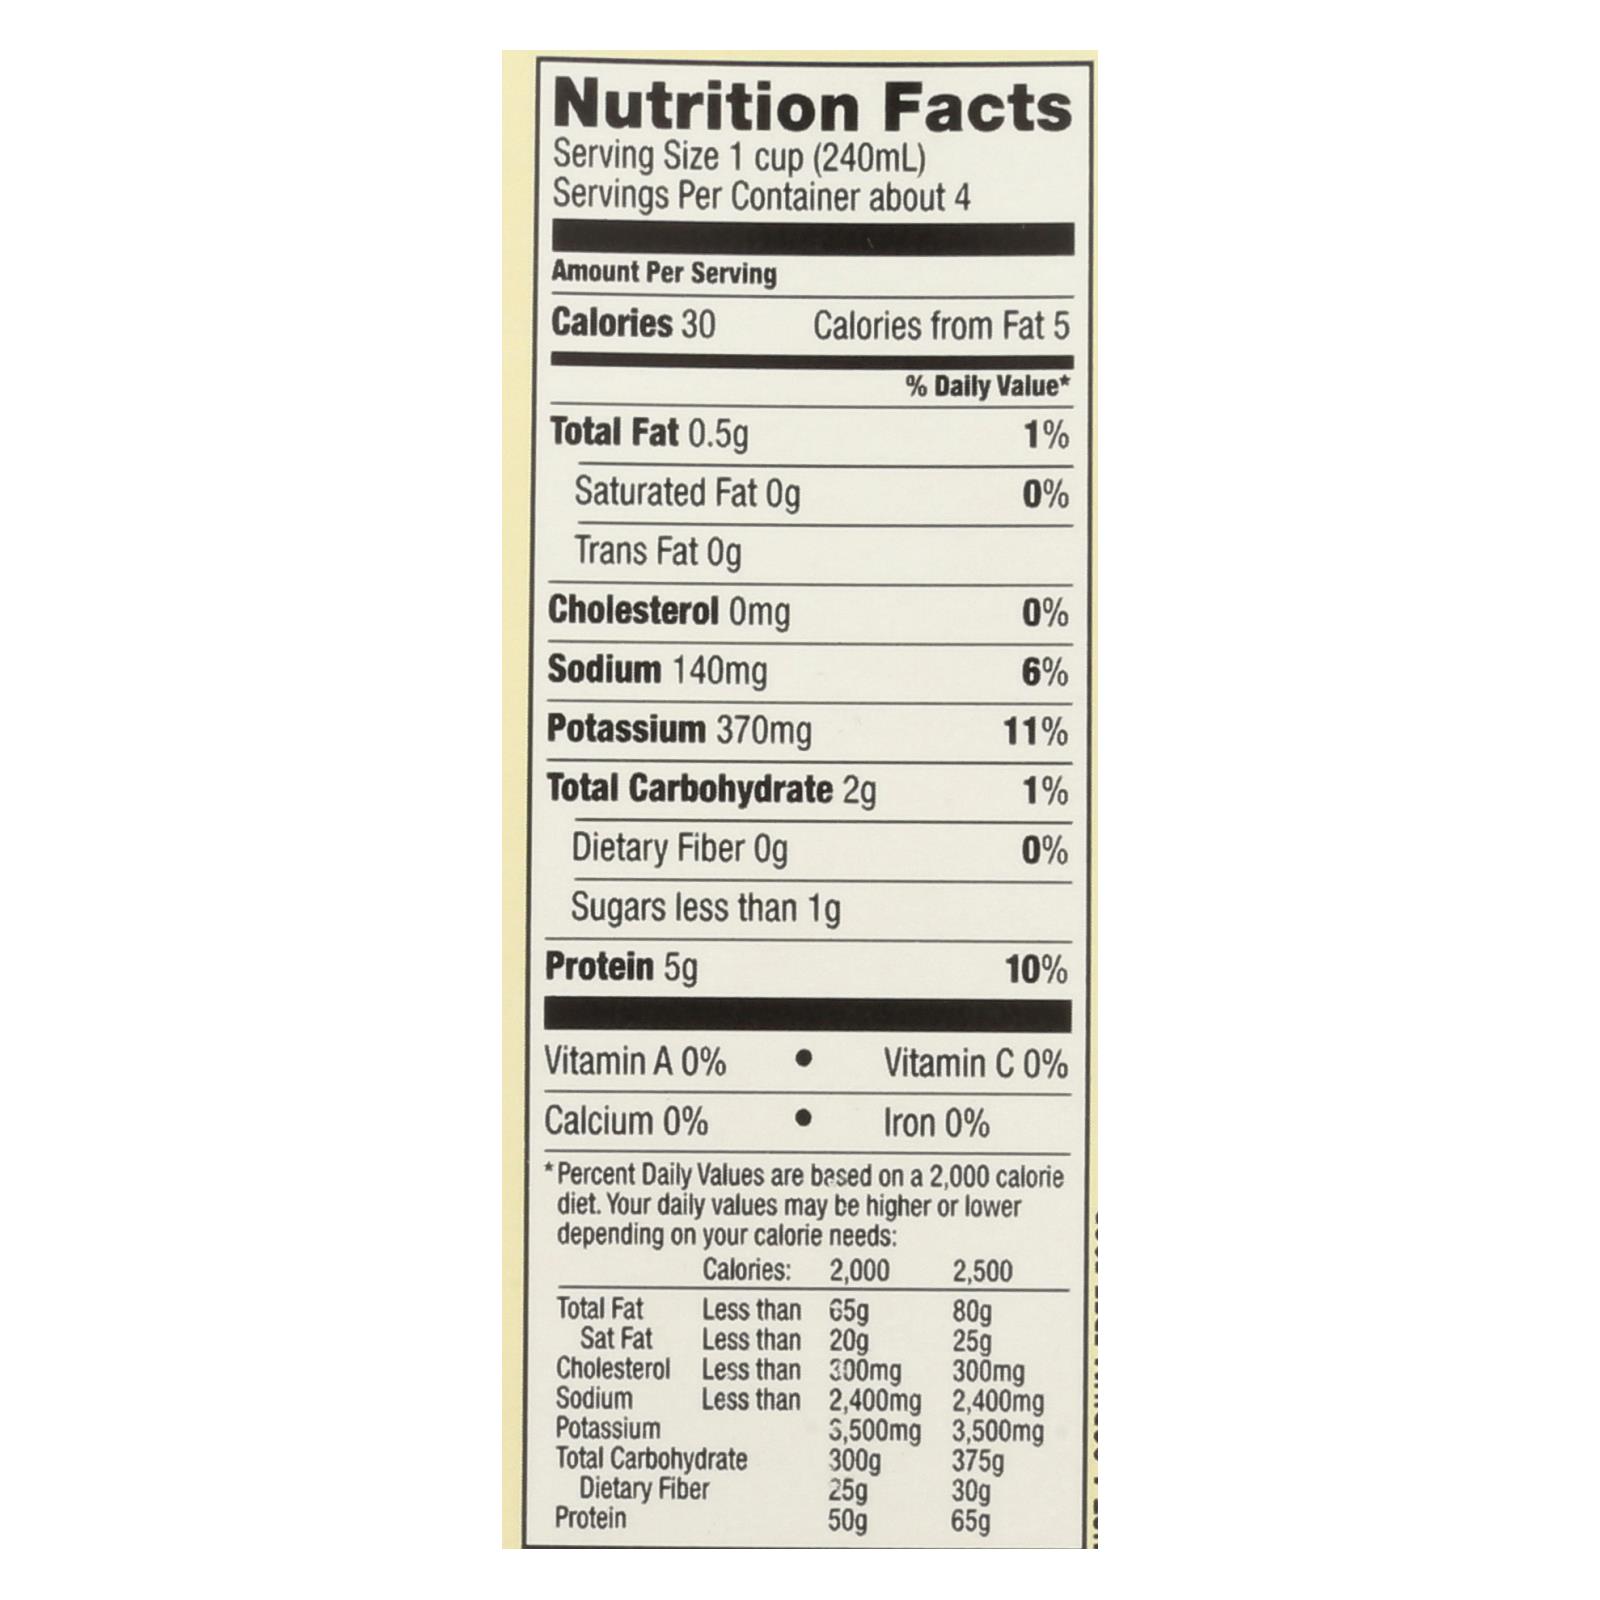 Nutrition Facts
Serving Size 1 cup (240mL)
Servings Per Container about 4
Amount Per Serving
Calories 30 Calories from Fat 5
% Daily Value*
Total Fat 0.5g 1%
Saturated Fat 0g 0%
Trans Fat 0g
Cholesterol 0mg 0%
Sodium 140mg 6%
Potassium 370mg 11%
Total Carbohydrate 2g 1%
Dietary Fiber 0g 0%
Sugars less than 1g
Protein 5g 10%
Vitamin A 0% • Vitamin C 0%
Calcium 0% • Iron 0%
*Percent Daily Values are based on a 2,000 calorie
diet. Your daily values may be higher or lower
depending on your calorie needs:
Calories: 2,000 2,500
Total Fat Less than 65g 80g
Sat Fat Less than 20g 25g
Cholesterol Less than 300mg 300mg
Sodium Less than 2,400mg 2,400mg
Potassium 3,500mg 3,500mg
Total Carbohydrate 300g 375g
Dietary Fiber 25g 30g
Protein 50g 65g